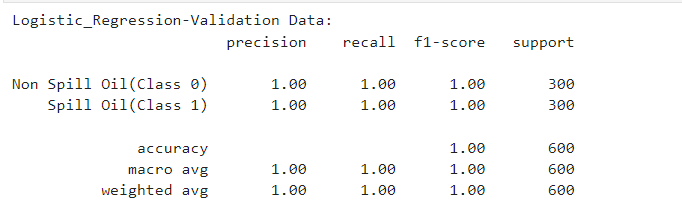 Logistic_Regression-Validation Data:
precision recall f1-score support
Non Spill Oil(Class 0) 1.00 1.00 1.00 300
Spill Oil(Class 1) 1.00 1.00 1.00 300
accuracy 1.00 600
macro avg 1.00 1.00 1.00 600
weighted avg 1.00 1.00 1.00 600